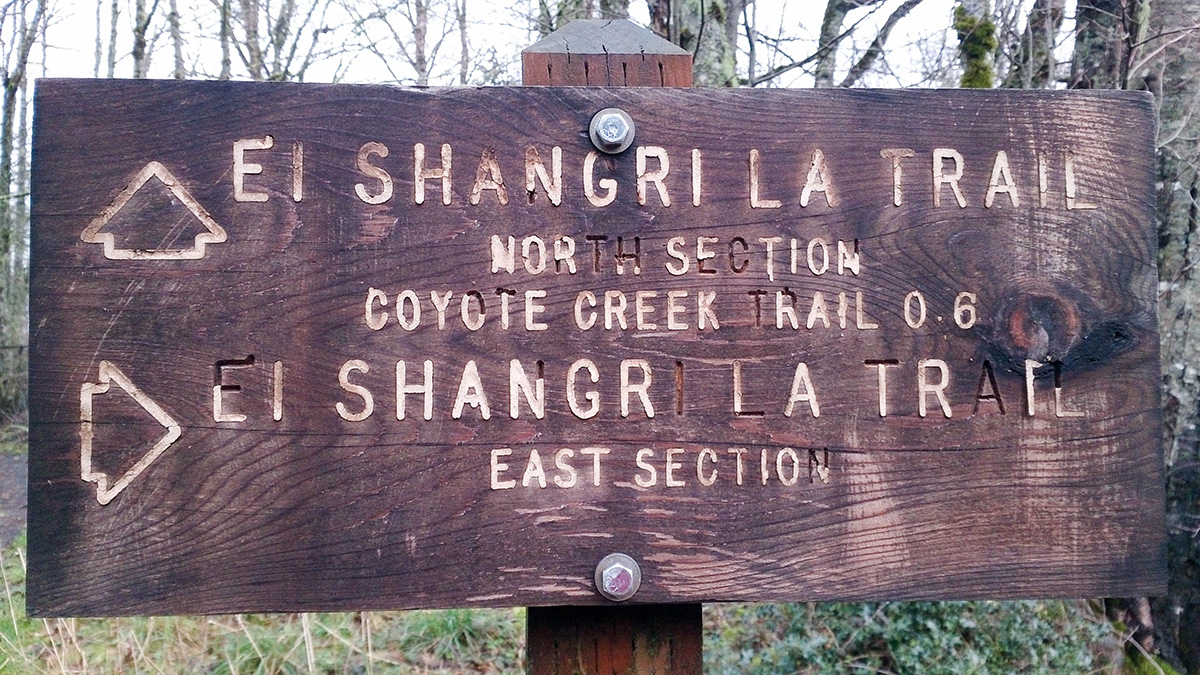 EI SHANGRI LA TRAIL
NORTH SECTION
COYOTE CREEK TRAIL 0.6
EI SHANGRI LA TRAIL
EAST SECTION